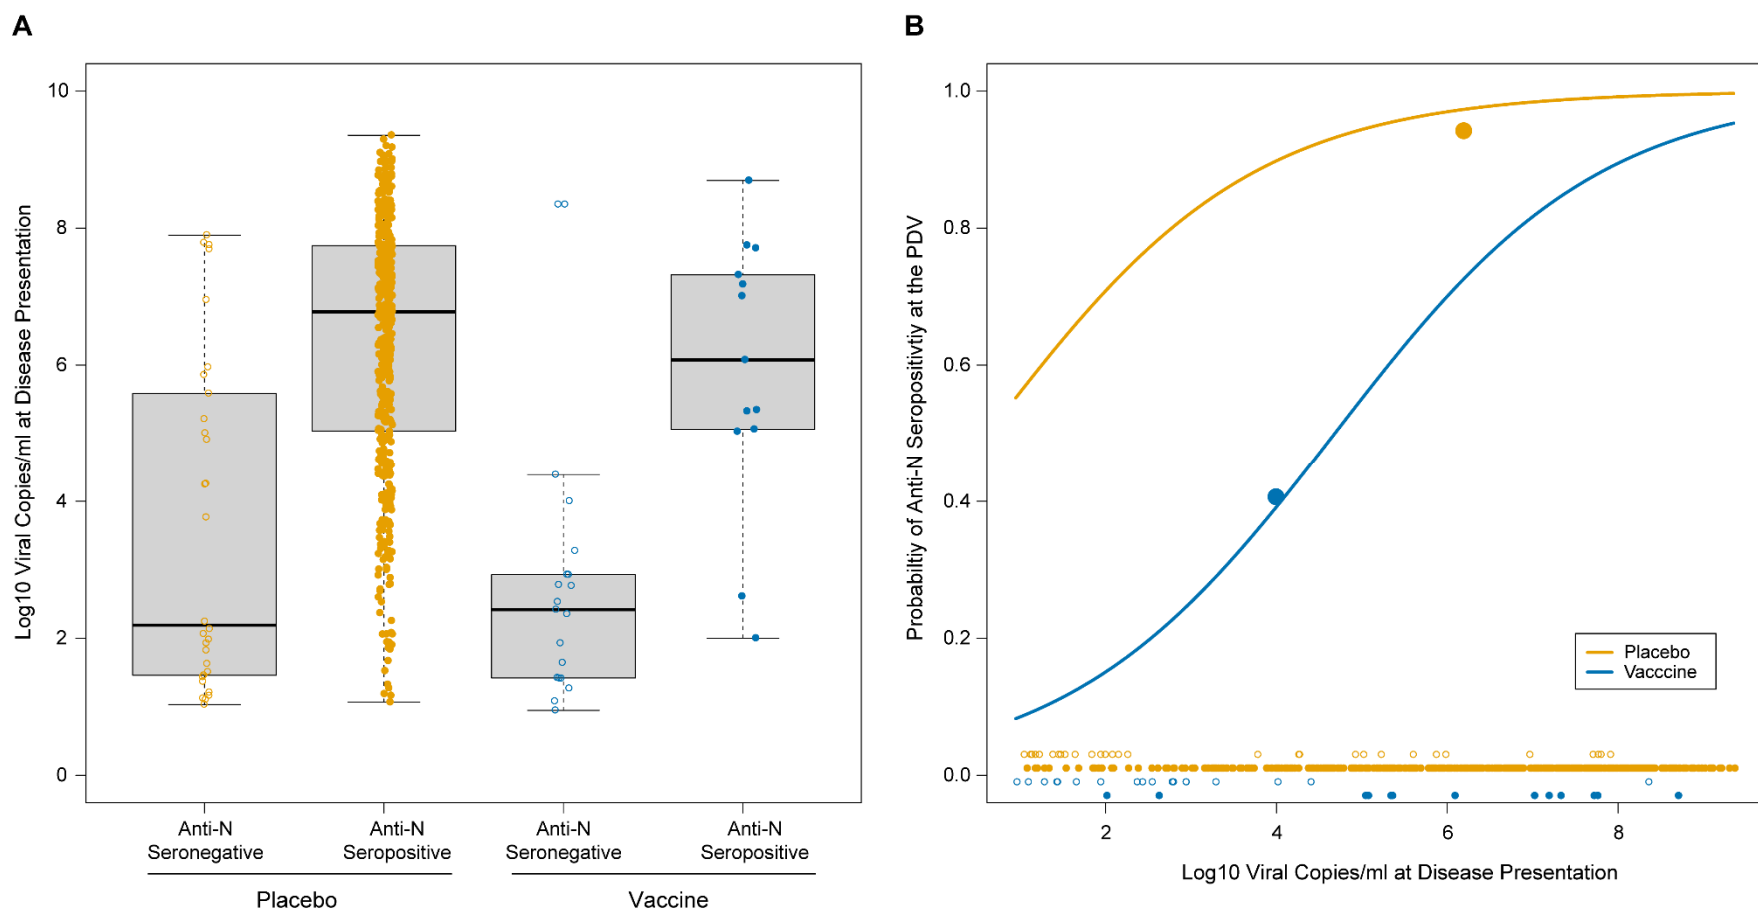 A
Log10 Viral Copies/ml at Disease Presentation
10
8
6
4
2
0
Anti-N
Seronegative
Anti-N
Seropositive
Anti-N
Seronegative
Anti-N
Seropositive
Placebo
Vaccine
B
Probabiltiy of Anti-N Seropositivtiy at the PDV
1.0
0.8
0.6
0.4
0.2
0.0
Placebo
Vacccine
2
4
6
8
Log10 Viral Copies/ml at Disease Presentation